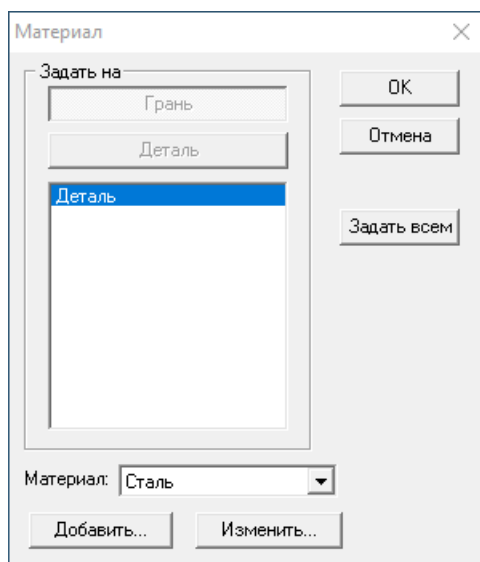 Материал
Задать на
Грань
Деталь
Деталь
OK
Отмена
Задать всем
Материал: Сталь
Добавить... Изменить...